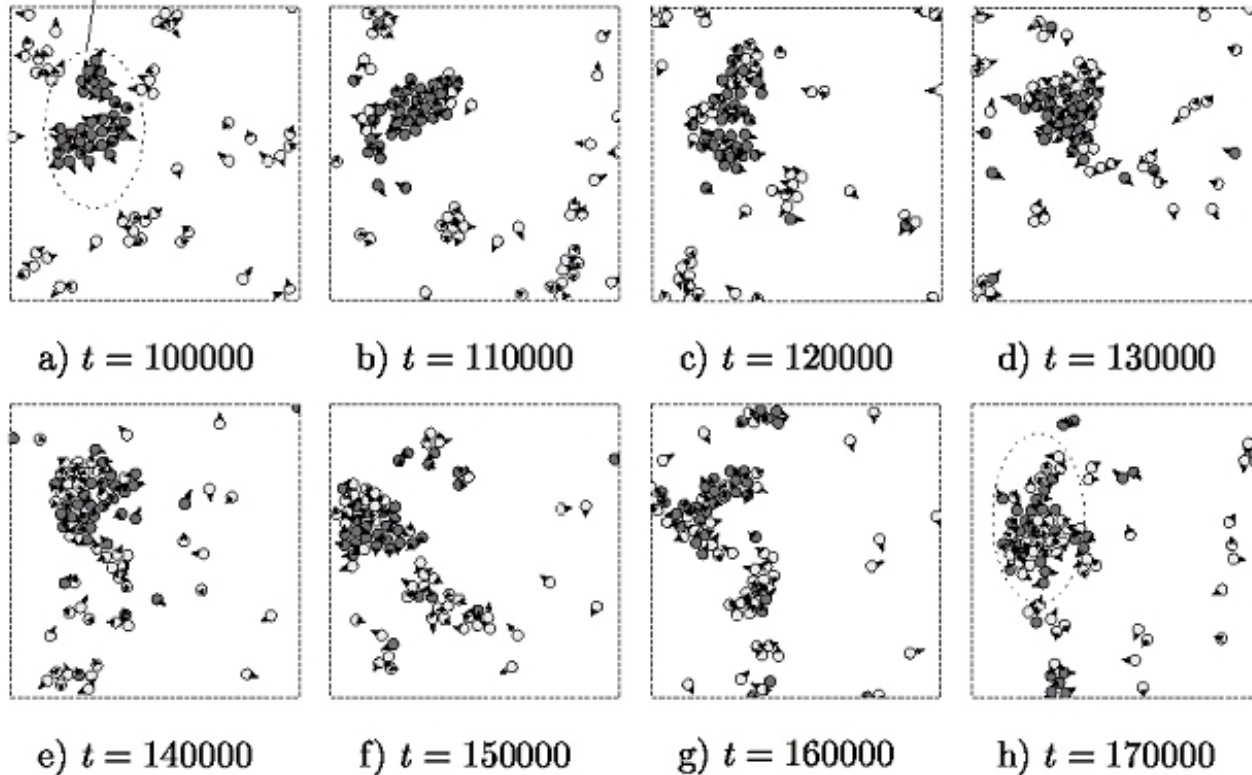 a) t = 100000
b) t = 110000
c) t = 120000
d) t = 130000
e) t = 140000
f) t = 150000
g) t = 160000
h) t = 170000